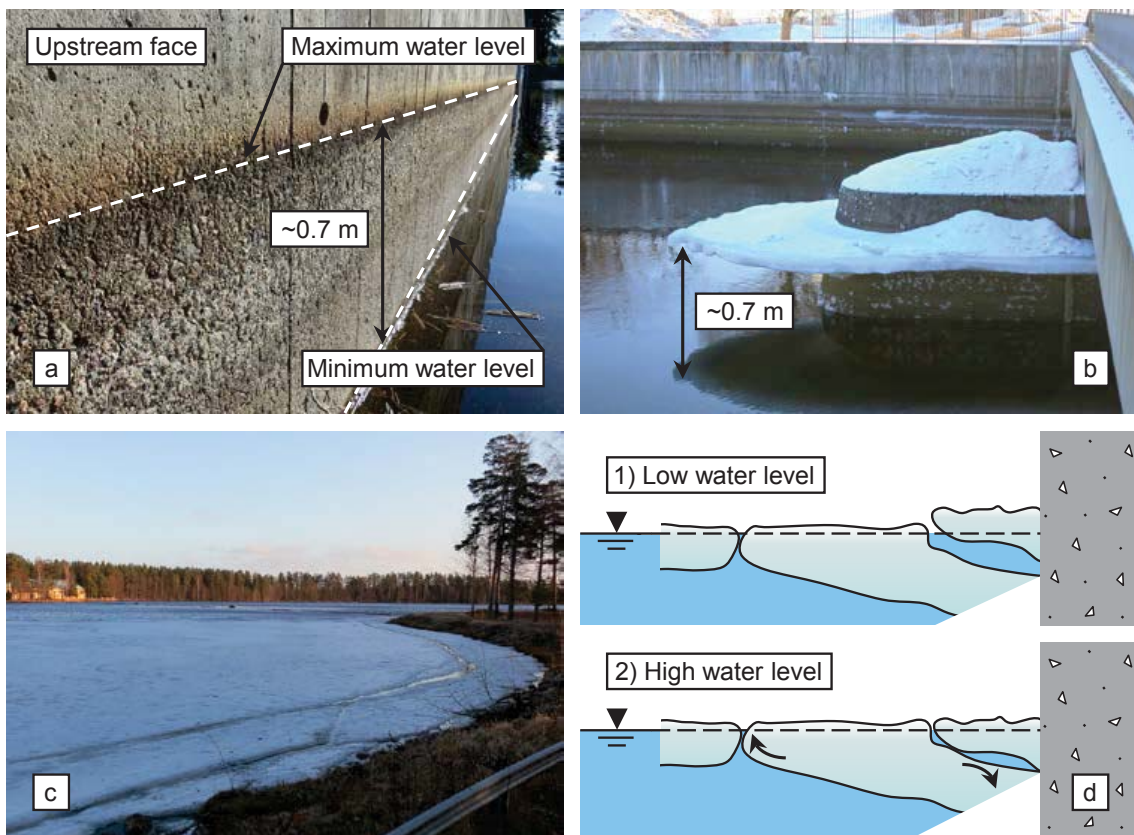 Upstream face
Maximum water level
~0.7 m
Minimum water level
a
~0.7 m
b
c
1) Low water level
2) High water level
d